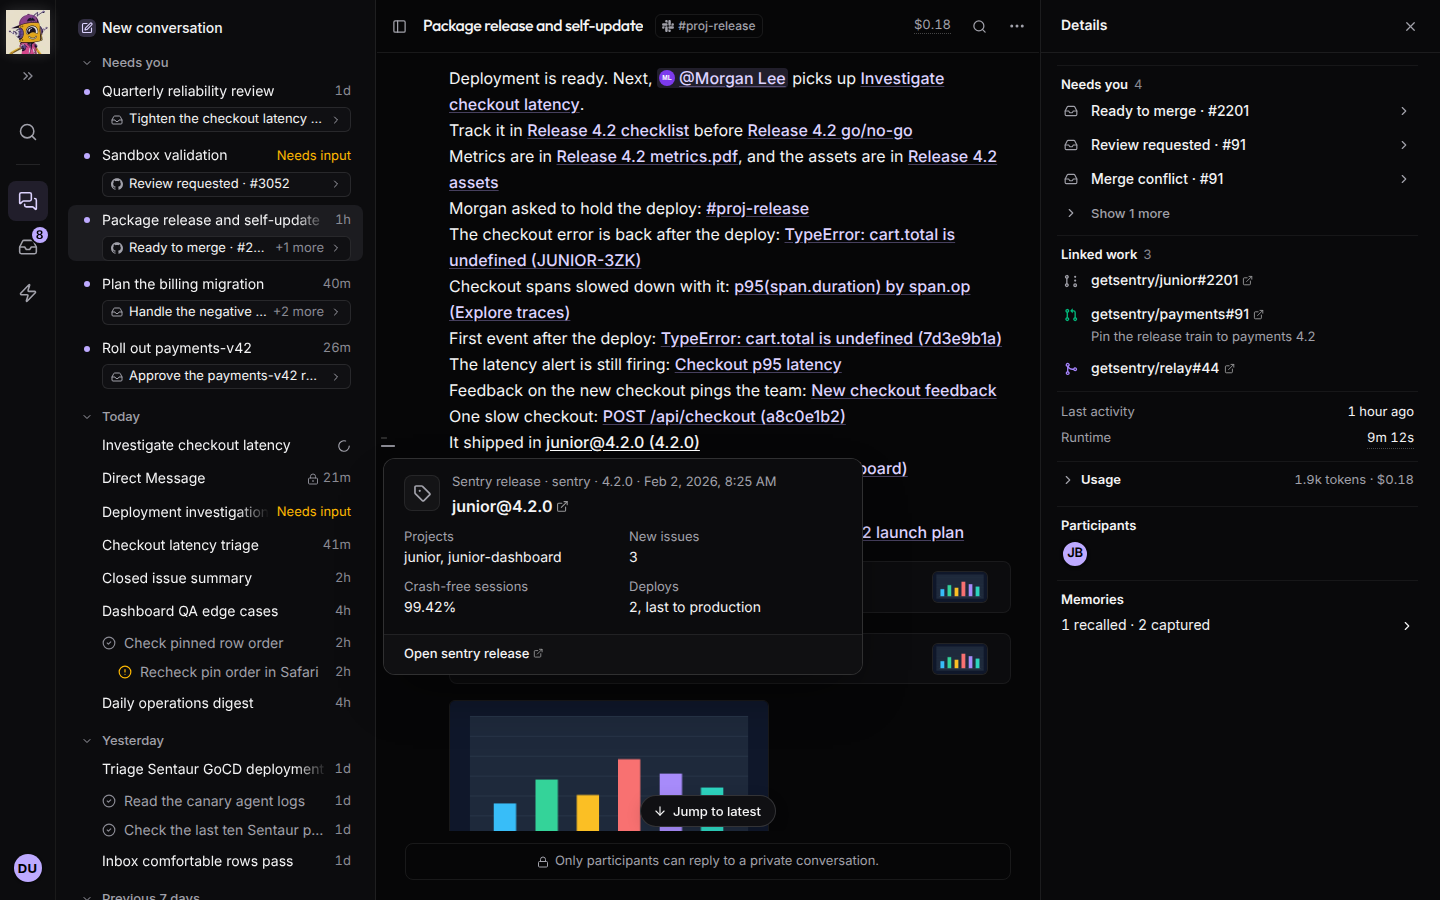 New conversation
Needs you
Quarterly reliability review 1d
Tighten the checkout latency ...
Sandbox validation Needs input
Review requested · #3052
Package release and self-update 1h
Ready to merge · #2... +1 more
8
Plan the billing migration 40m
Handle the negative ... +2 more
Roll out payments-v42 26m
Approve the payments-v42 r...
Today
Investigate checkout latency
Direct Message 21m
Deployment investigation Needs input
Checkout latency triage 41m
Closed issue summary 2h
Dashboard QA edge cases 4h
Check pinned row order 2h
Recheck pin order in Safari 2h
Daily operations digest 4h
Yesterday
Triage Sentaur GoCD deployment 1d
Read the canary agent logs 1d
Check the last ten Sentaur p... 1d
Inbox comfortable rows pass 1d
Previous 7 days
DU
Package release and self-update #proj-release $0.18
Deployment is ready. Next, ML @Morgan Lee picks up Investigate
checkout latency.
Track it in Release 4.2 checklist before Release 4.2 go/no-go
Metrics are in Release 4.2 metrics.pdf, and the assets are in Release 4.2
assets
Morgan asked to hold the deploy: #proj-release
The checkout error is back after the deploy: TypeError: cart.total is
undefined (JUNIOR-3ZK)
Checkout spans slowed down with it: p95(span.duration) by span.op
(Explore traces)
First event after the deploy: TypeError: cart.total is undefined (7d3e9b1a)
The latency alert is still firing: Checkout p95 latency
Feedback on the new checkout pings the team: New checkout feedback
One slow checkout: POST /api/checkout (a8c0e1b2)
It shipped in junior@4.2.0 (4.2.0)
oard)
2 launch plan
Sentry release · sentry · 4.2.0 · Feb 2, 2026, 8:25 AM
junior@4.2.0
Projects New issues
junior, junior-dashboard 3
Crash-free sessions Deploys
99.42% 2, last to production
Open sentry release
Jump to latest
Only participants can reply to a private conversation.
Details
Needs you 4
Ready to merge · #2201
Review requested · #91
Merge conflict · #91
Show 1 more
Linked work 3
getsentry/junior#2201
getsentry/payments#91
Pin the release train to payments 4.2
getsentry/relay#44
Last activity 1 hour ago
Runtime 9m 12s
Usage 1.9k tokens · $0.18
Participants
JB
Memories
1 recalled · 2 captured